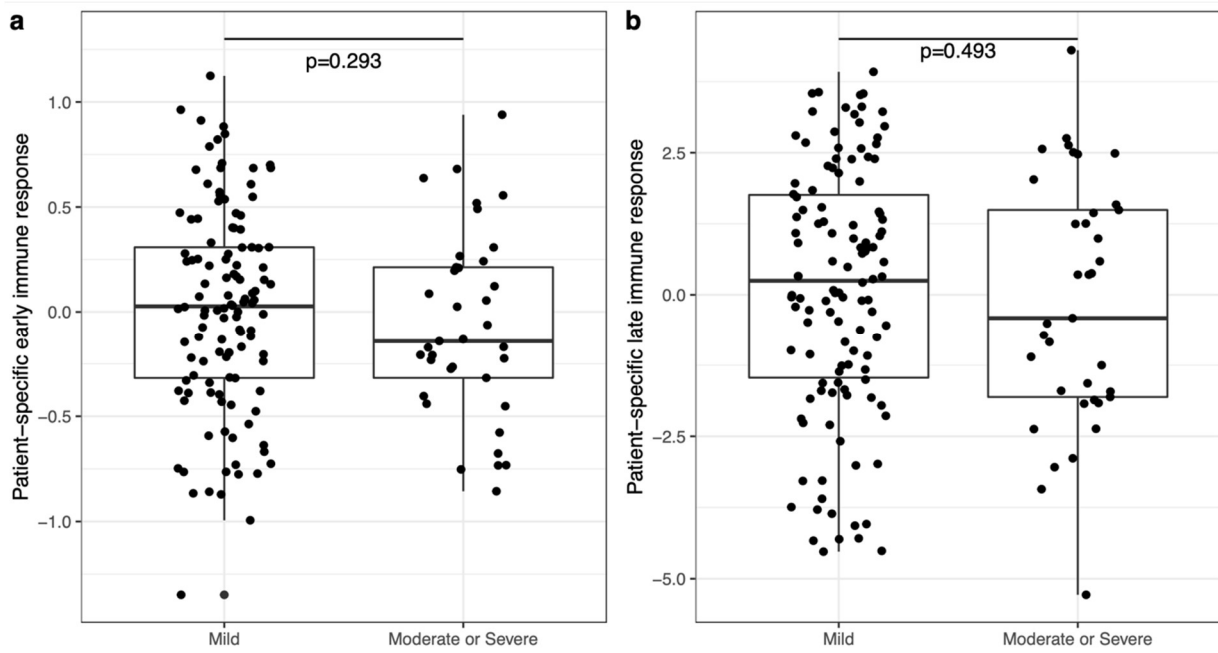 a
p=0.293
Patient−specific early immune response
1.0
0.5
0.0
−0.5
−1.0
Mild
Moderate or Severe
b
p=0.493
Patient−specific late immune response
2.5
0.0
−2.5
−5.0
Mild
Moderate or Severe